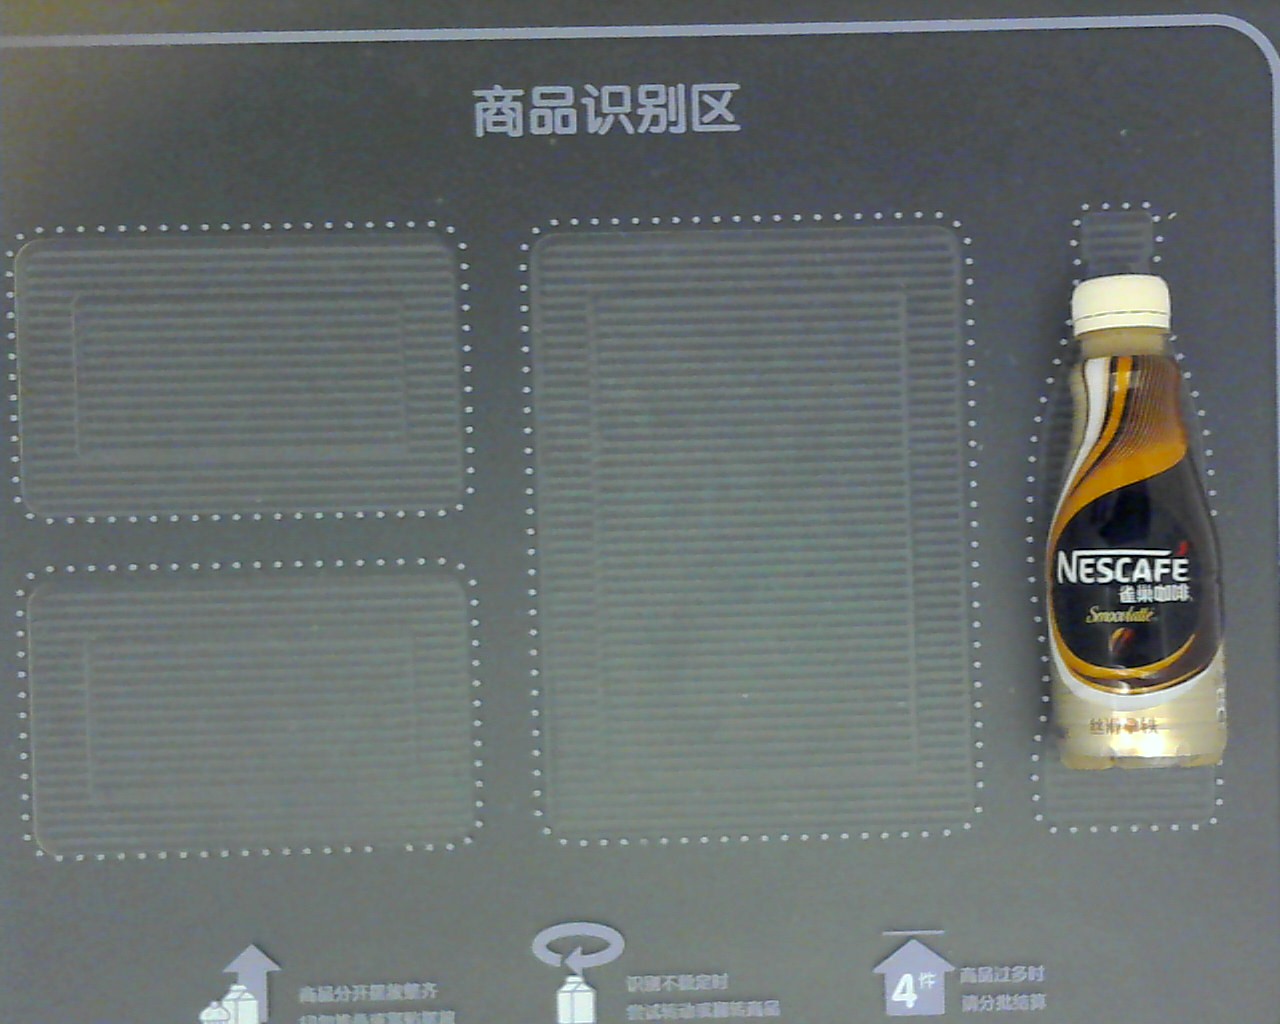 商品识别区
NESCAFÉ
雀巢咖啡
Smoovlatté
丝滑拿铁
商品分开摆放整齐
识别不稳定时
尝试转动或翻转商品
4件
商品过多时
请分批结算